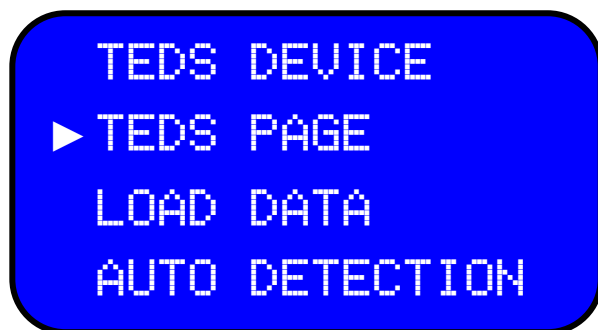 TEDS DEVICE
►TEDS PAGE
LOAD DATA
AUTO DETECTION